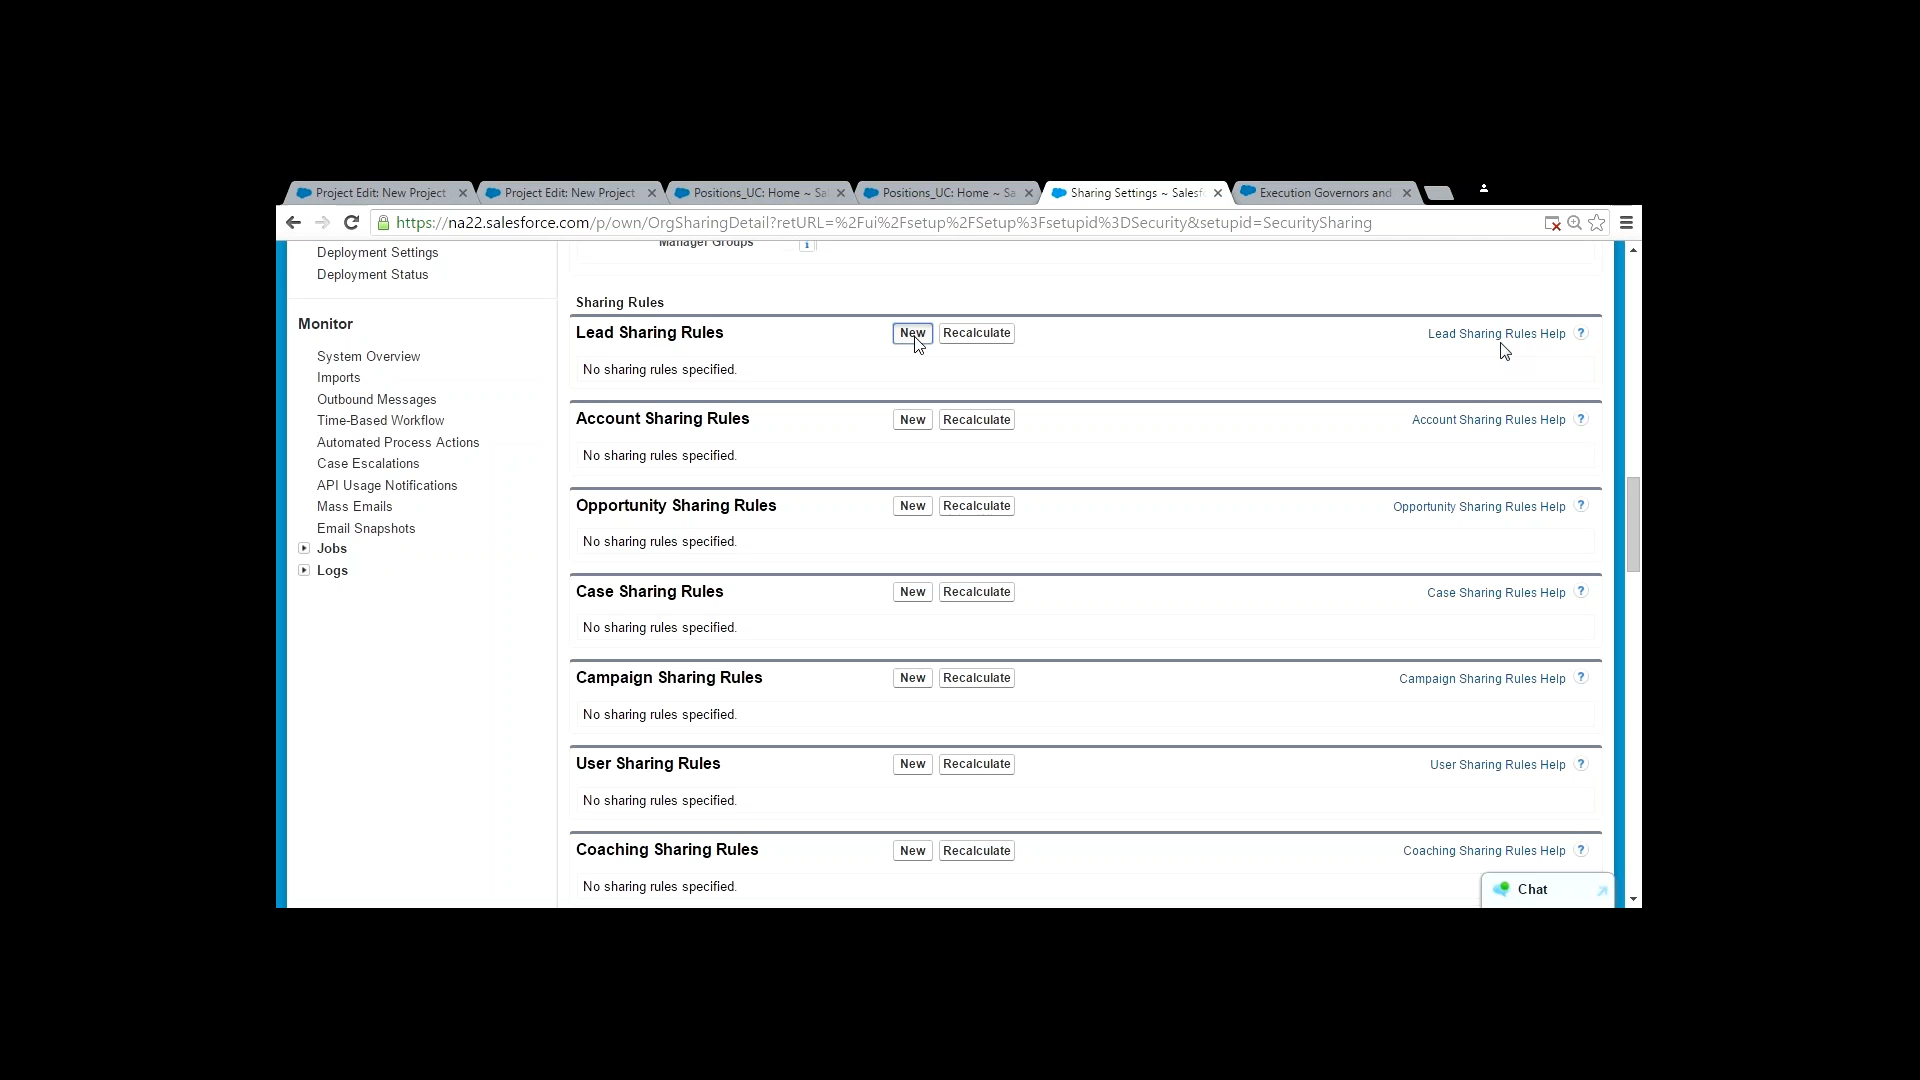 Project Edit: New Project
Project Edit: New Project
Positions_UC: Home ~ Sa
Positions_UC: Home ~ Sa
Sharing Settings ~ Salesf
Execution Governors and
https://na22.salesforce.com/p/own/OrgSharingDetail?retURL=%2Fui%2Fsetup%2FSetup%3Fsetupid%3DSecurity&setupid=SecuritySharing
Deployment Settings
Deployment Status
Monitor
System Overview
Imports
Outbound Messages
Time-Based Workflow
Automated Process Actions
Case Escalations
API Usage Notifications
Mass Emails
Email Snapshots
Jobs
Logs
Manager Groups i
Sharing Rules
Lead Sharing Rules New Recalculate Lead Sharing Rules Help ?
No sharing rules specified.
Account Sharing Rules New Recalculate Account Sharing Rules Help ?
No sharing rules specified.
Opportunity Sharing Rules New Recalculate Opportunity Sharing Rules Help ?
No sharing rules specified.
Case Sharing Rules New Recalculate Case Sharing Rules Help ?
No sharing rules specified.
Campaign Sharing Rules New Recalculate Campaign Sharing Rules Help ?
No sharing rules specified.
User Sharing Rules New Recalculate User Sharing Rules Help ?
No sharing rules specified.
Coaching Sharing Rules New Recalculate Coaching Sharing Rules Help ?
No sharing rules specified.
Chat